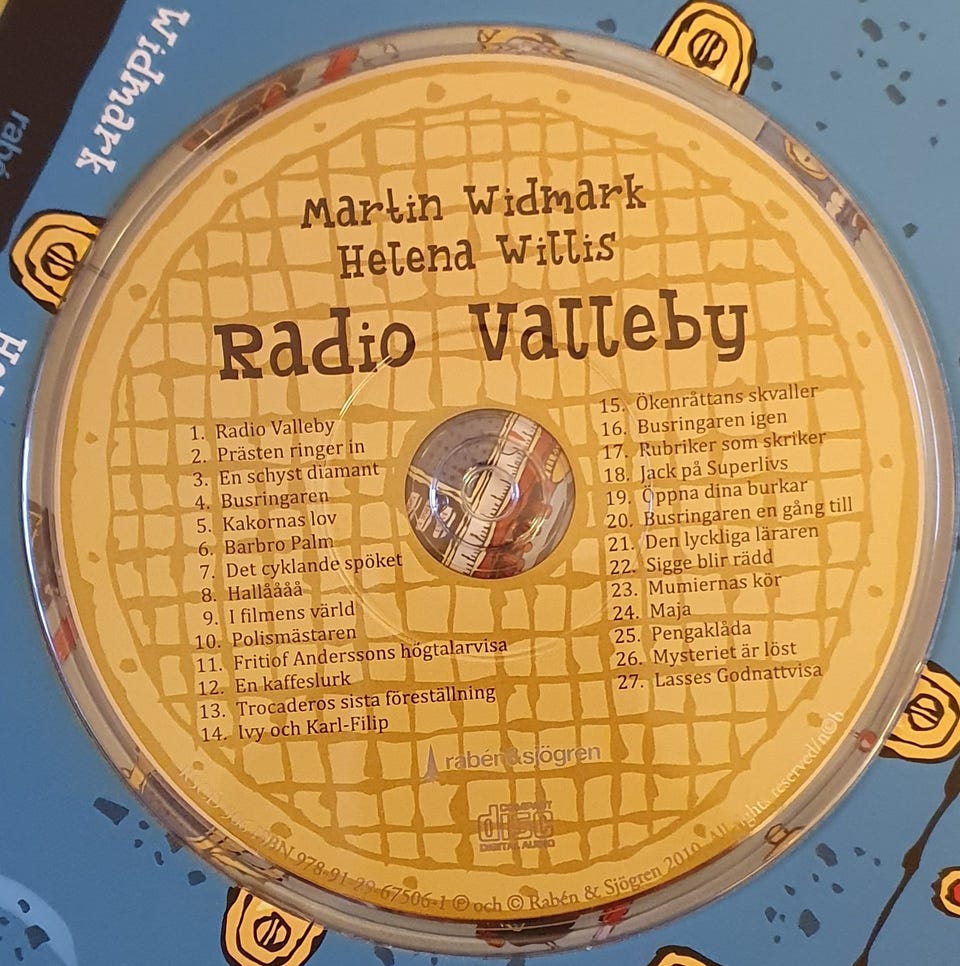 Widmark
Martin Widmark
Helena Willis
Radio Valleby
1. Radio Valleby
2. Prästen ringer in
3. En schyst diamant
4. Busringaren
5. Kakornas lov
6. Barbro Palm
7. Det cyklande spöket
8. Hallåååå
9. I filmens värld
10. Polismästaren
11. Fritiof Anderssons högtalarvisa
12. En kaffeslurk
13. Trocaderos sista föreställning
14. Ivy och Karl-Filip
15. Ökenråttans skvaller
16. Busringaren igen
17. Rubriker som skriker
18. Jack på Superlivs
19. Öppna dina burkar
20. Busringaren en gång till
21. Den lyckliga läraren
22. Sigge blir rädd
23. Mumiernas kör
24. Maja
25. Pengaklåda
26. Mysteriet är löst
27. Lasses Godnattvisa
rabén&sjögren
COMPACT
disc
DIGITAL AUDIO
ISBN 978-91-29-67506-1 ℗ och © Rabén & Sjögren 2010. All rights reserved/n©b